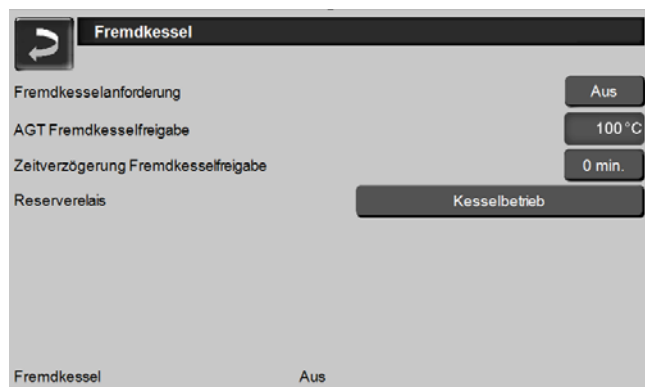 Fremdkessel
Fremdkesselanforderung Aus
AGT Fremdkesselfreigabe 100°C
Zeitverzögerung Fremdkesselfreigabe 0 min.
Reserverelais Kesselbetrieb
Fremdkessel Aus